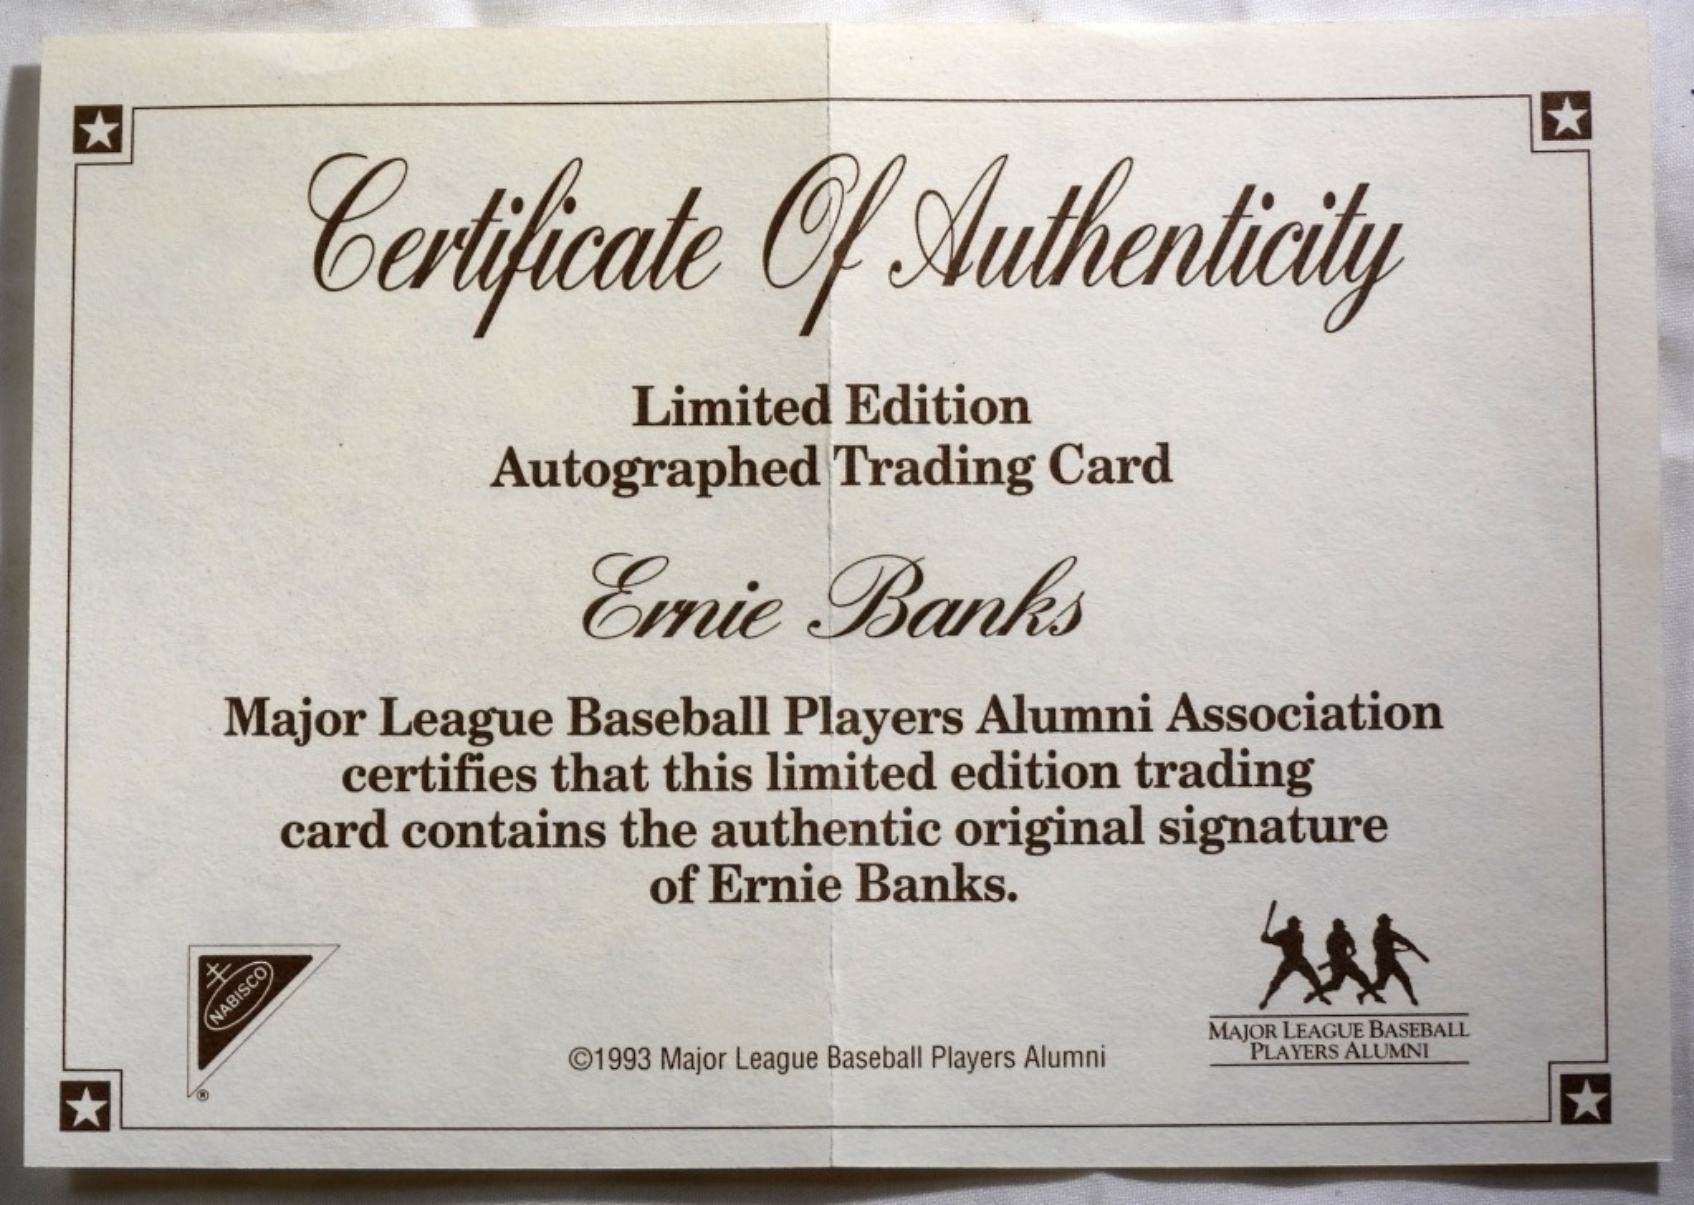 Certificate Of Authenticity
Limited Edition
Autographed Trading Card
Ernie Banks
Major League Baseball Players Alumni Association
certifies that this limited edition trading
card contains the authentic original signature
of Ernie Banks.
NABISCO
®
©1993 Major League Baseball Players Alumni
MAJOR LEAGUE BASEBALL
PLAYERS ALUMNI